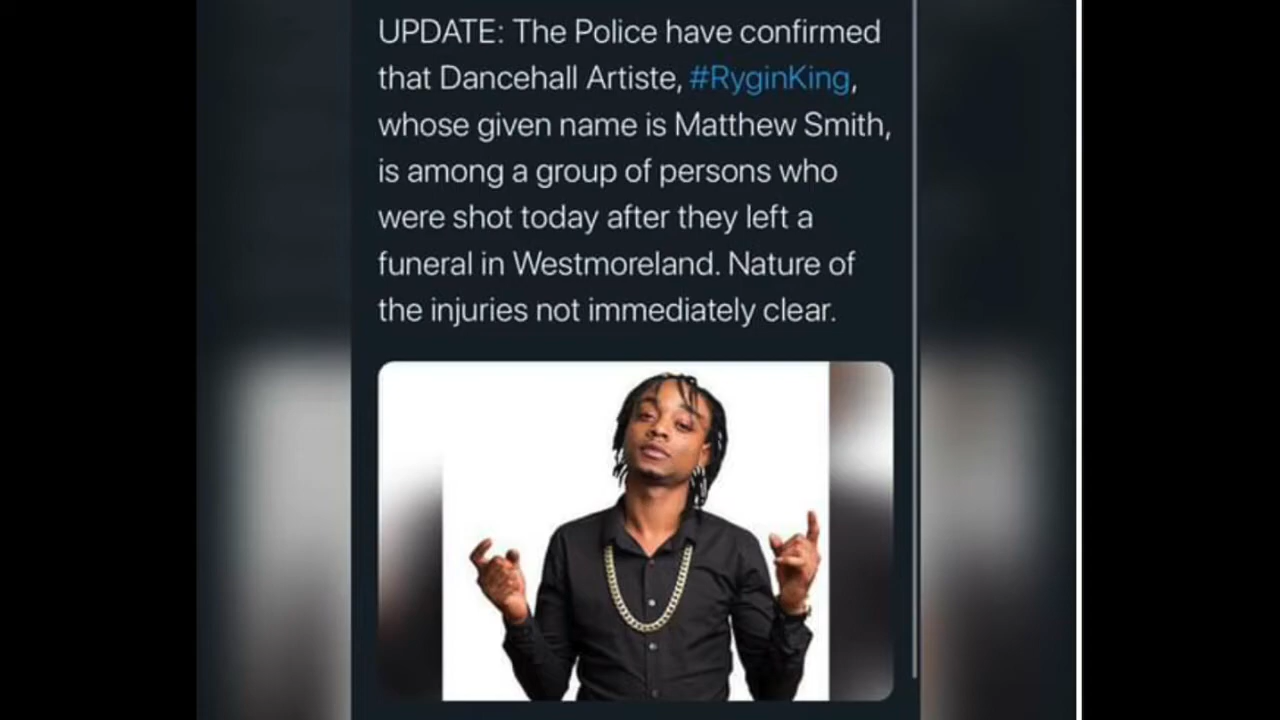 UPDATE: The Police have confirmed
that Dancehall Artiste, #RyginKing,
whose given name is Matthew Smith,
is among a group of persons who
were shot today after they left a
funeral in Westmoreland. Nature of
the injuries not immediately clear.